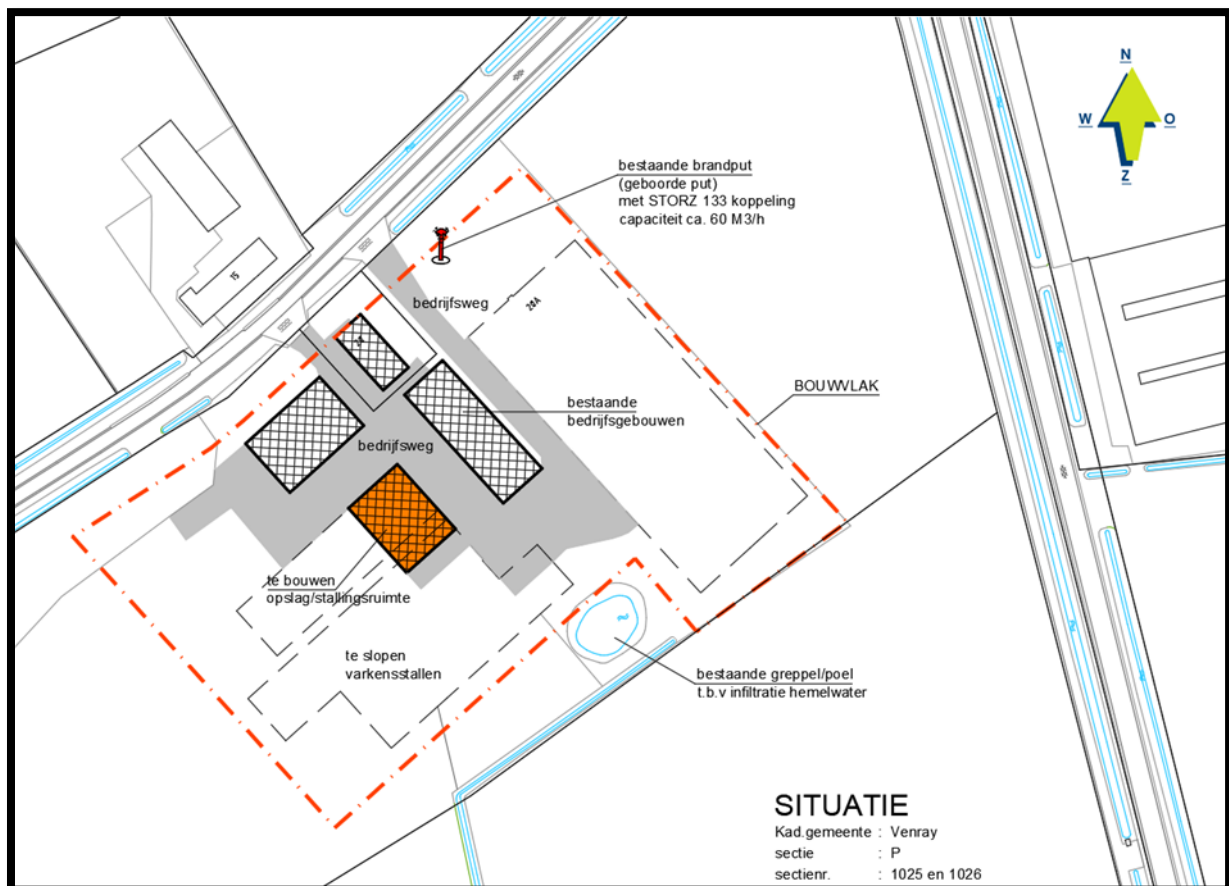 N
W
O
Z
bestaande brandput
(geboorde put)
met STORZ 133 koppeling
capaciteit ca. 60 M3/h
15
bedrijfsweg
20A
BOUWVLAK
bestaande
bedrijfsgebouwen
bedrijfsweg
te bouwen
opslag/stallingsruimte
te slopen
varkensstallen
bestaande greppel/poel
t.b.v infiltratie hemelwater
SITUATIE
Kad.gemeente : Venray
sectie : P
sectienr. : 1025 en 1026